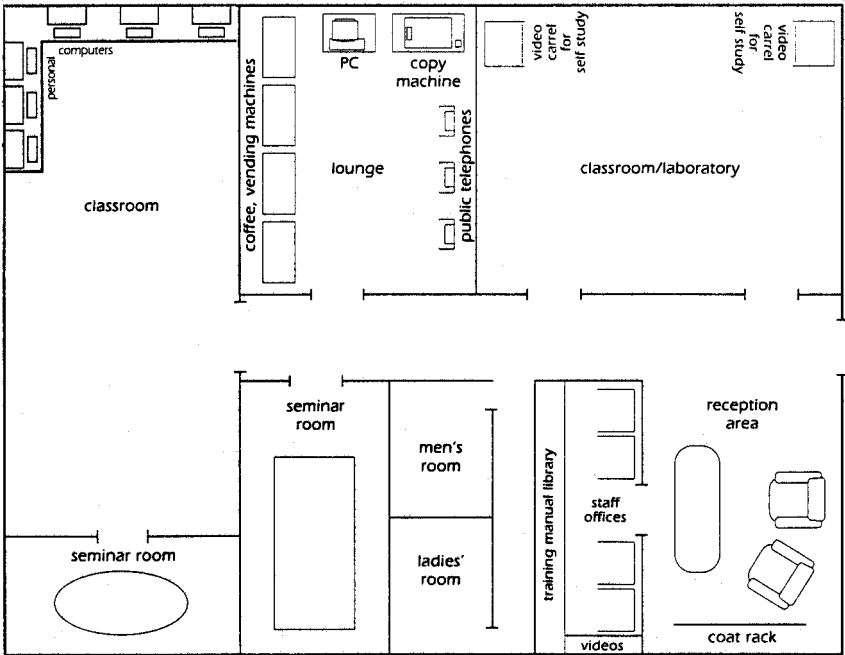 personal
computers
classroom
coffee, vending machines
PC
copy
machine
lounge
public telephones
video
carrel
for
self study
video
carrel
for
self study
classroom/laboratory
seminar
room
men's
room
ladies'
room
training manual library
staff
offices
videos
reception
area
coat rack
seminar room